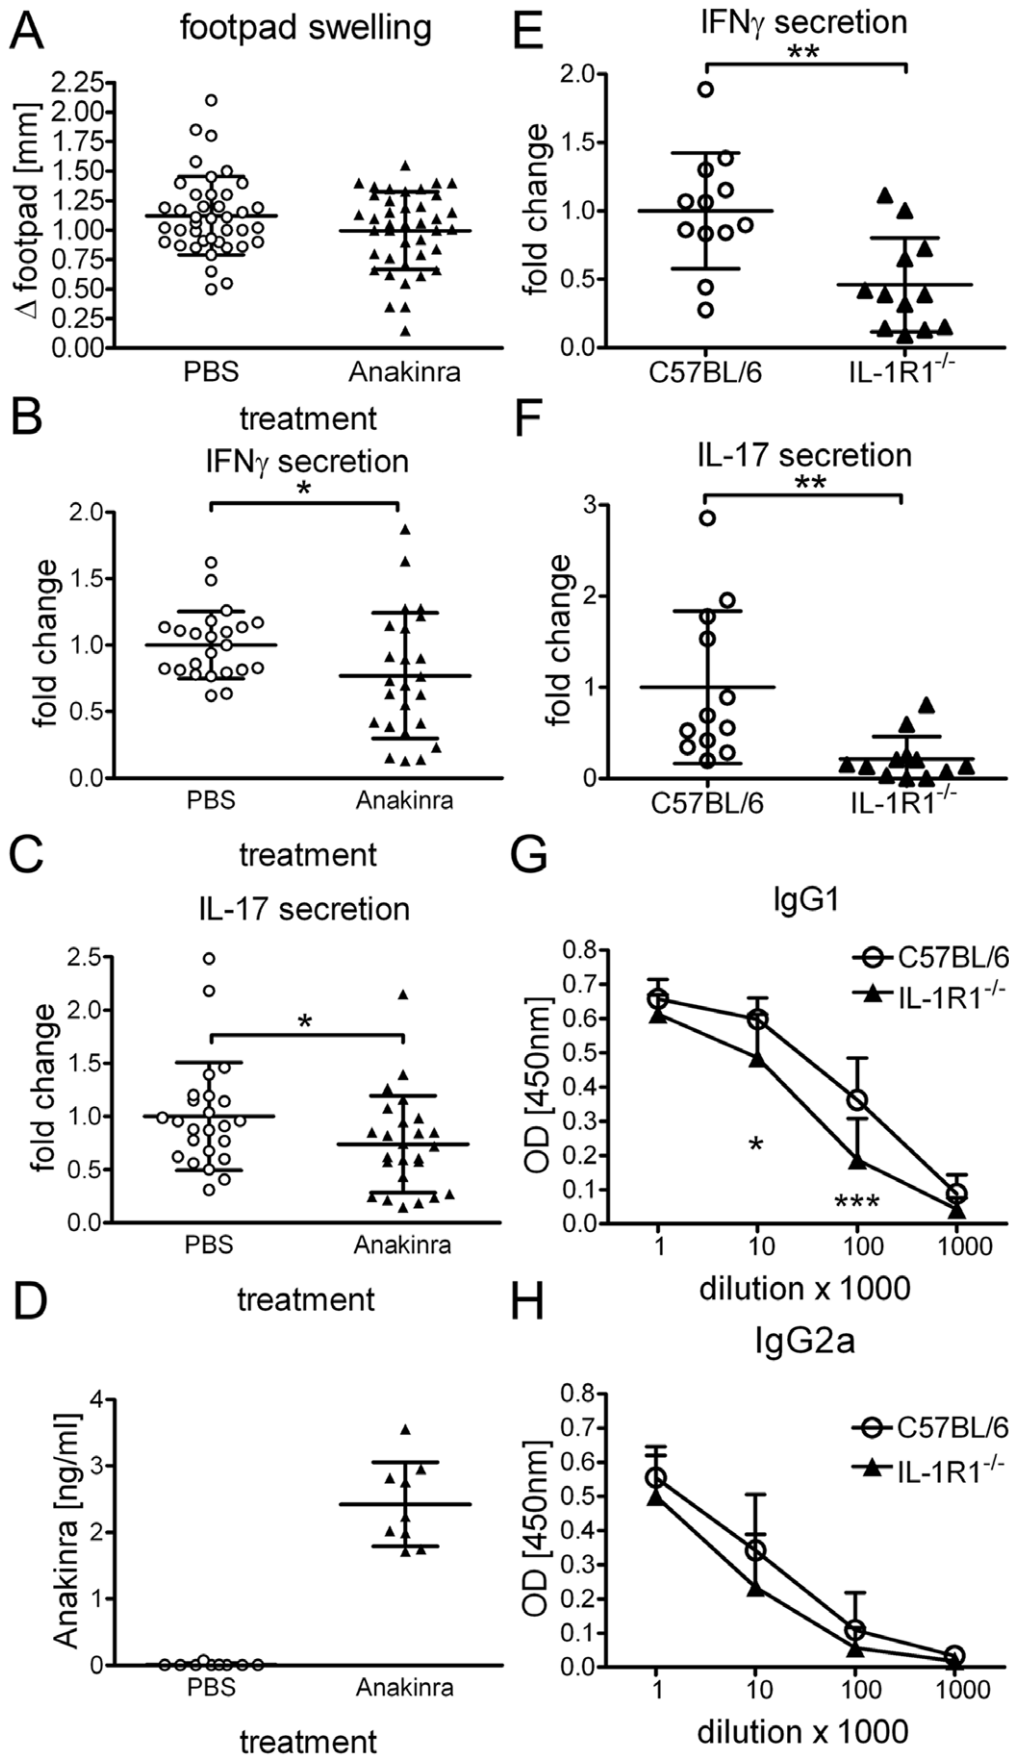 A
footpad swelling
Δ footpad [mm]
2.25
2.00
1.75
1.50
1.25
1.00
0.75
0.50
0.25
0.00
PBS
Anakinra
treatment
B
IFNγ secretion
*
fold change
2.0
1.5
1.0
0.5
0.0
PBS
Anakinra
treatment
C
IL-17 secretion
*
fold change
2.5
2.0
1.5
1.0
0.5
0.0
PBS
Anakinra
treatment
D
Anakinra [ng/ml]
4
3
2
1
0
PBS
Anakinra
treatment
E
IFNγ secretion
**
fold change
2.0
1.5
1.0
0.5
0.0
C57BL/6
IL-1R1-/-
F
IL-17 secretion
**
fold change
3
2
1
0
C57BL/6
IL-1R1-/-
G
IgG1
C57BL/6
IL-1R1-/-
OD [450nm]
0.8
0.7
0.6
0.5
0.4
0.3
0.2
0.1
0.0
*
***
1 10 100 1000
dilution x 1000
H
IgG2a
C57BL/6
IL-1R1-/-
OD [450nm]
0.8
0.7
0.6
0.5
0.4
0.3
0.2
0.1
0.0
1 10 100 1000
dilution x 1000